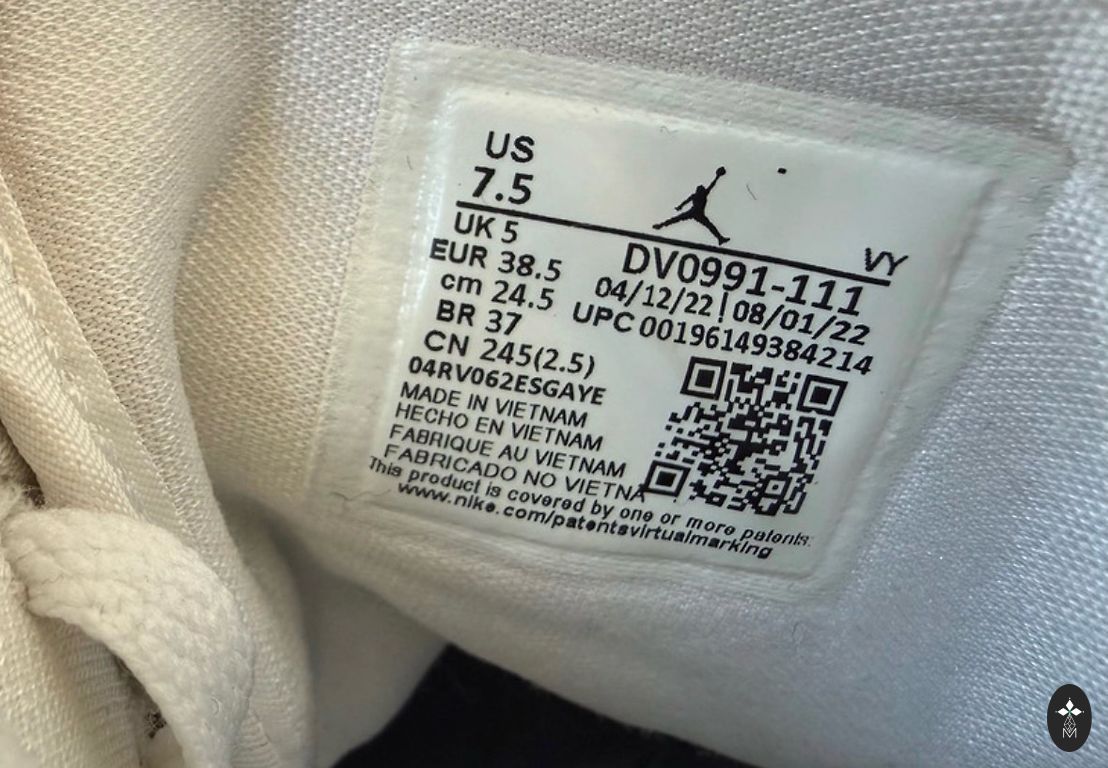 US
7.5
VY
UK 5
EUR 38.5
cm 24.5
BR 37
CN 245(2.5)
DV0991-111
04/12/22 | 08/01/22
UPC 00196149384214
04RV062ESGAYE
MADE IN VIETNAM
HECHO EN VIETNAM
FABRIQUE AU VIETNAM
FABRICADO NO VIETNA
This product is covered by one or more patents.
www.nike.com/patentsvirtualmarking
M